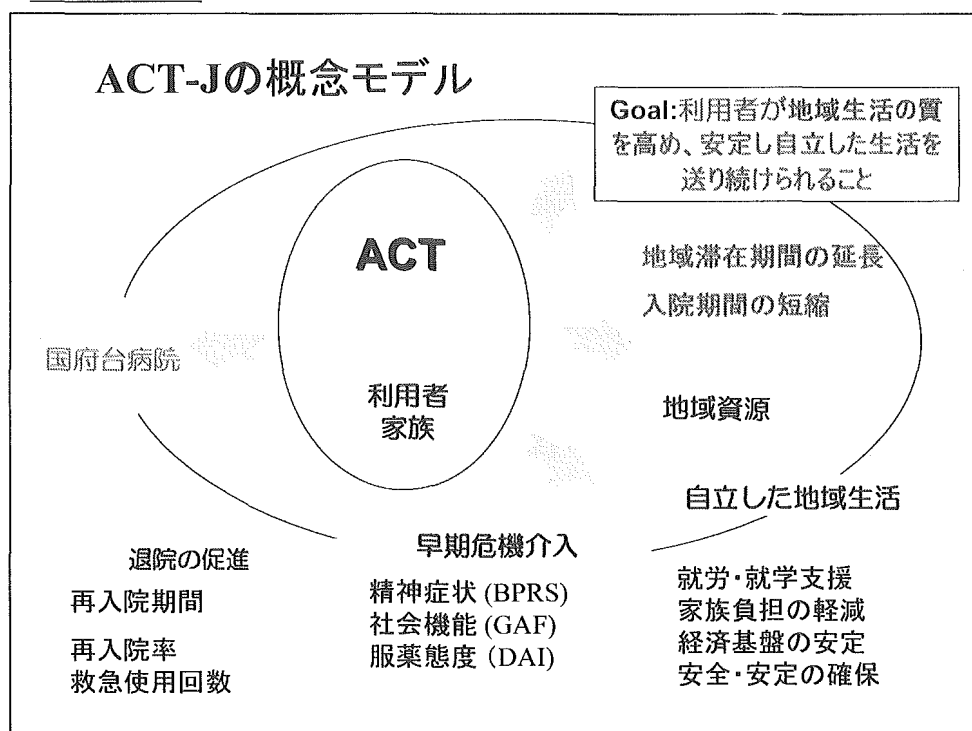 ACT-Jの概念モデル
Goal:利用者が地域生活の質
を高め、安定し自立した生活を
送り続けられること
ACT
利用者
家族
国府台病院
地域滞在期間の延長
入院期間の短縮
地域資源
自立した地域生活
早期危機介入
退院の促進
再入院期間
再入院率
救急使用回数
精神症状 (BPRS)
社会機能 (GAF)
服薬態度 (DAI)
就労・就学支援
家族負担の軽減
経済基盤の安定
安全・安定の確保